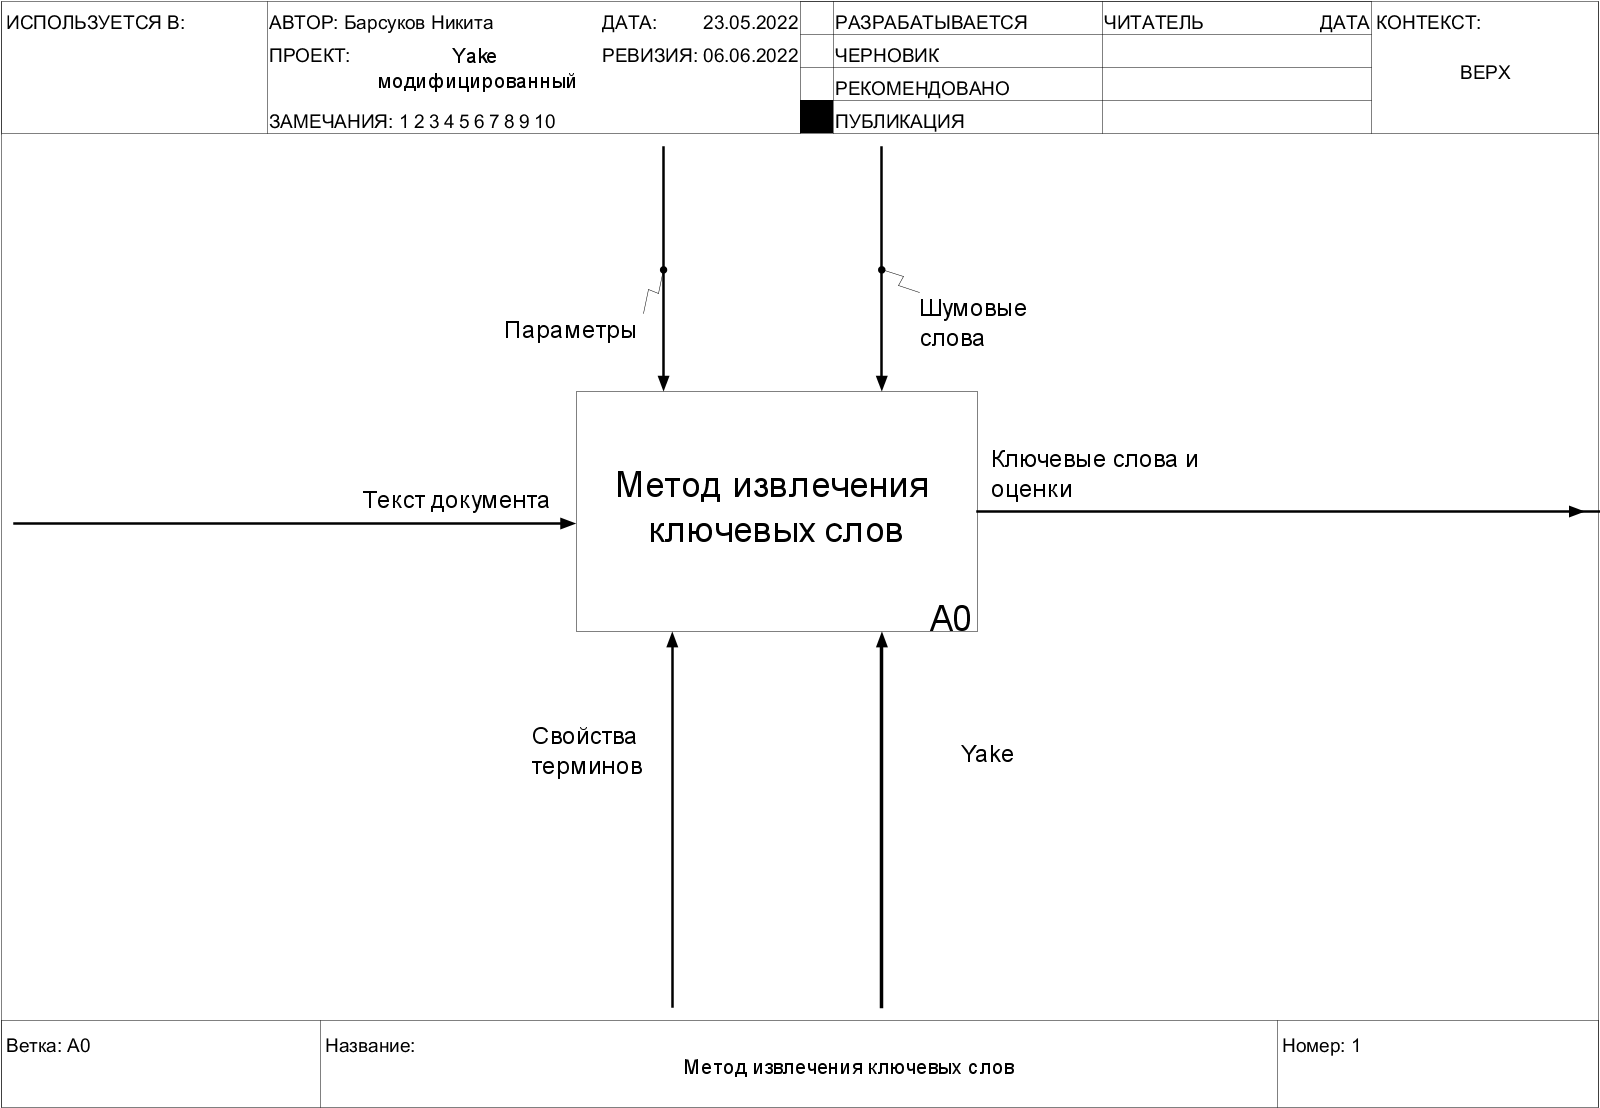 ИСПОЛЬЗУЕТСЯ В:
АВТОР: Барсуков Никита
ДАТА: 23.05.2022
РАЗРАБАТЫВАЕТСЯ
ЧИТАТЕЛЬ
ДАТА
КОНТЕКСТ:
ПРОЕКТ: Yake
модифицированный
РЕВИЗИЯ: 06.06.2022
ЧЕРНОВИК
ВЕРХ
РЕКОМЕНДОВАНО
ЗАМЕЧАНИЯ: 1 2 3 4 5 6 7 8 9 10
ПУБЛИКАЦИЯ
Параметры
Шумовые
слова
Текст документа
Метод извлечения
ключевых слов
A0
Ключевые слова и
оценки
Свойства
терминов
Yake
Ветка: A0
Название:
Метод извлечения ключевых слов
Номер: 1